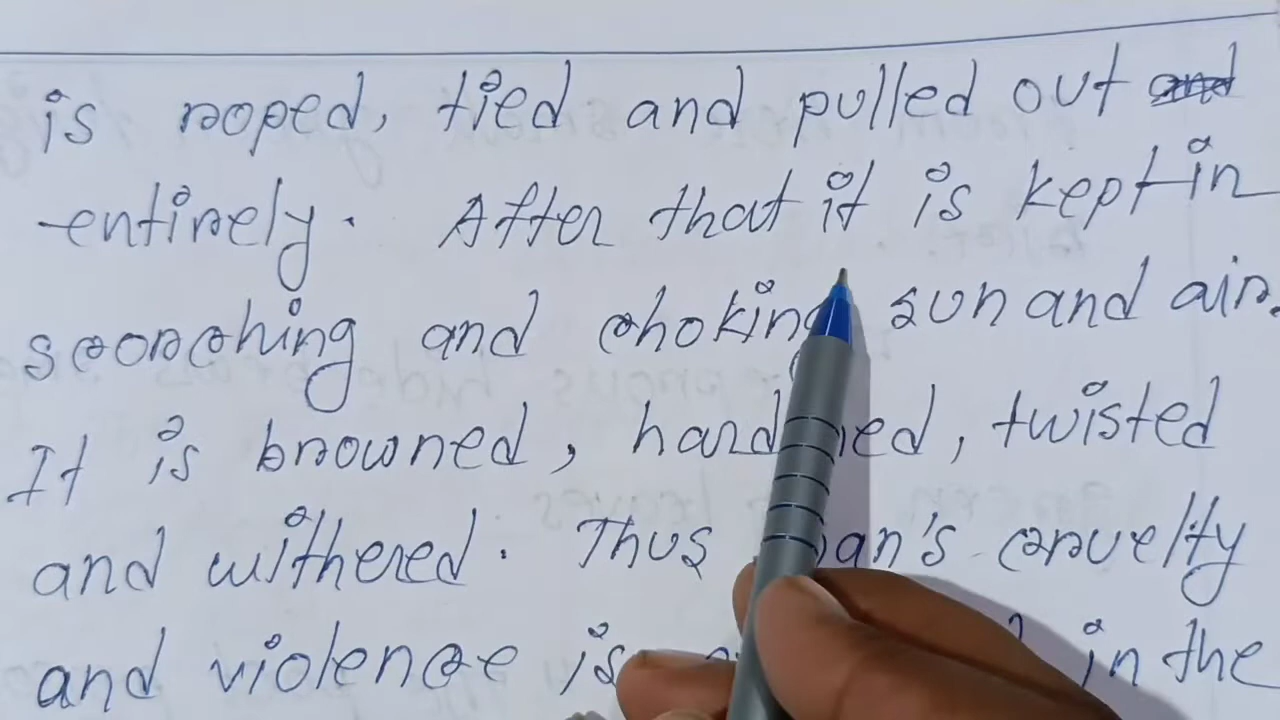 is roped, tied and pulled out and
entirely. After that it is kept in
scorching and choking sun and air.
It is browned, hardened, twisted
and withered. Thus man's cruelty
and violence is in the